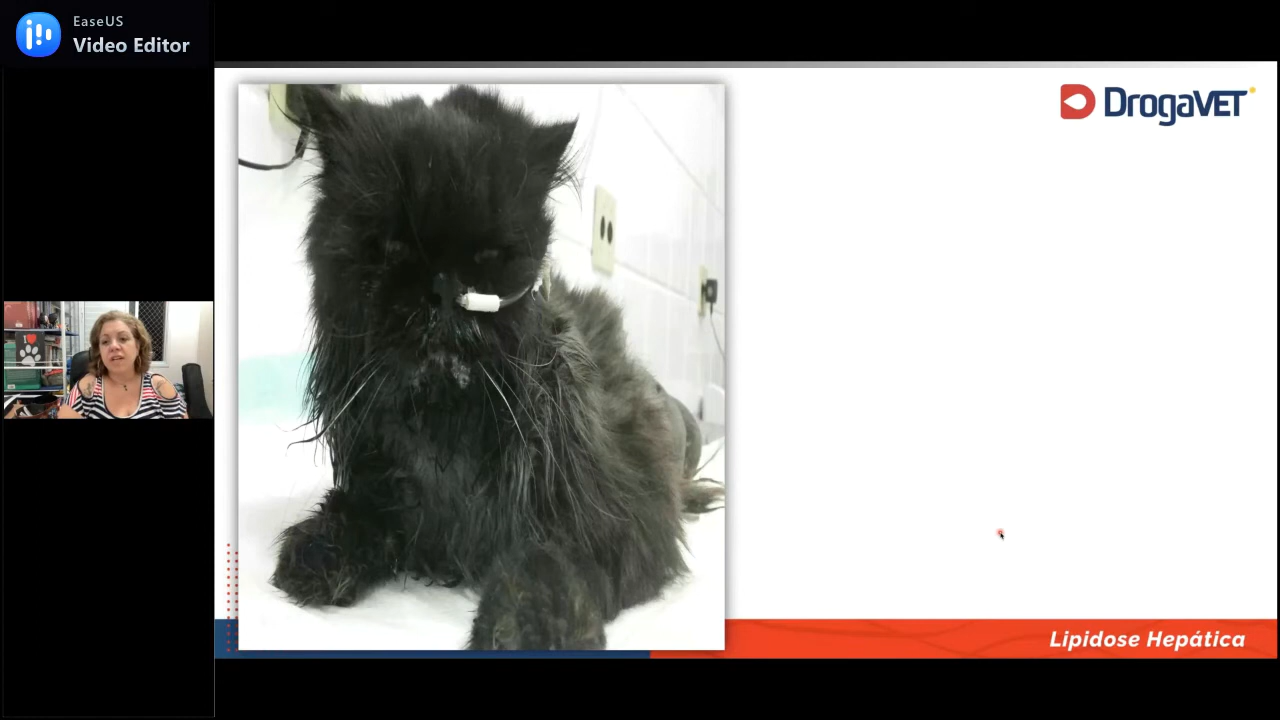 EaseUS
Video Editor
DrogaVET
I ❤
Lipidose Hepática